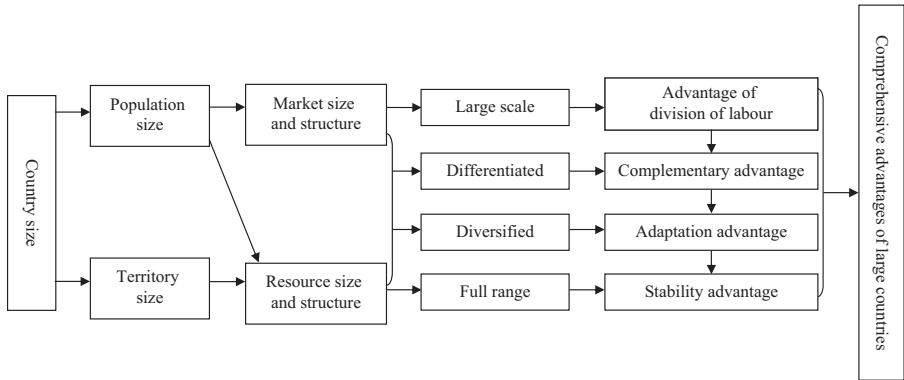 Country size
Population
size
Territory
size
Market size
and structure
Resource size
and structure
Large scale
Differentiated
Diversified
Full range
Advantage of
division of labour
Complementary advantage
Adaptation advantage
Stability advantage
Comprehensive advantages of large countries